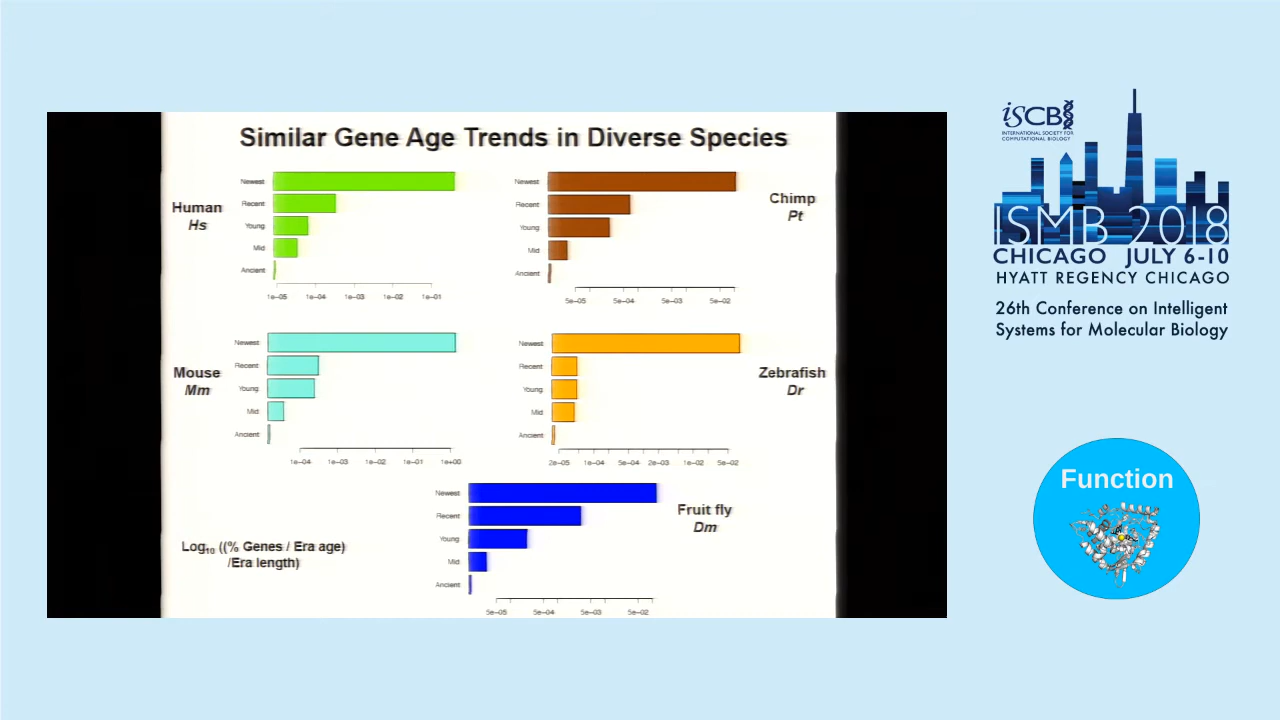 Similar Gene Age Trends in Diverse Species
Human
Hs
Newest
Recent
Young
Mid
Ancient
1e-05 1e-04 1e-03 1e-02 1e-01
Chimp
Pt
Newest
Recent
Young
Mid
Ancient
5e-05 5e-04 5e-03 5e-02
Mouse
Mm
Newest
Recent
Young
Mid
Ancient
1e-04 1e-03 1e-02 1e-01 1e+00
Zebrafish
Dr
Newest
Recent
Young
Mid
Ancient
2e-05 1e-04 5e-04 2e-03 1e-02 5e-02
Fruit fly
Dm
Newest
Recent
Young
Mid
Ancient
5e-05 5e-04 5e-03 5e-02
Log10 ((% Genes / Era age)
/Era length)
iSCB
INTERNATIONAL SOCIETY FOR
COMPUTATIONAL BIOLOGY
ISMB 2018
CHICAGO JULY 6-10
HYATT REGENCY CHICAGO
26th Conference on Intelligent
Systems for Molecular Biology
Function